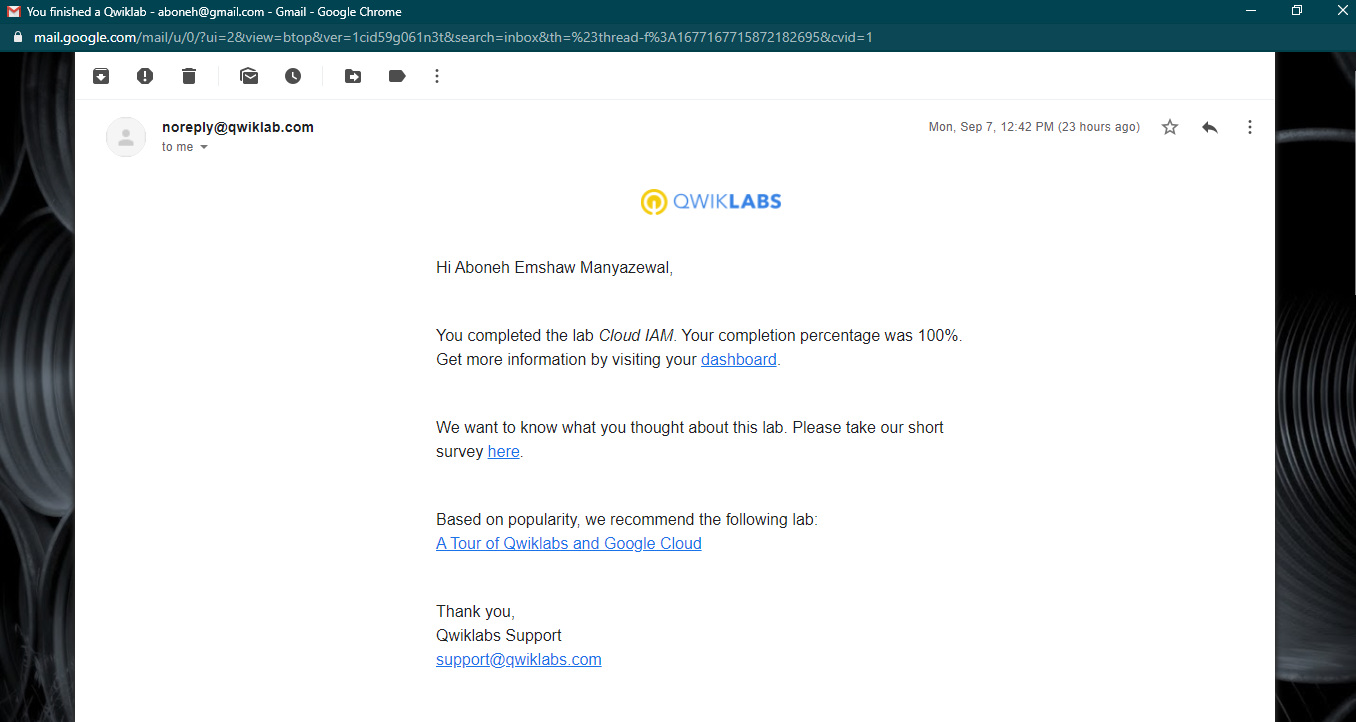 You finished a Qwiklab - aboneh@gmail.com - Gmail - Google Chrome
mail.google.com/mail/u/0/?ui=2&view=btop&ver=1cid59g061n3t&search=inbox&th=%23thread-f%3A1677167715872182695&cvid=1
noreply@qwiklab.com
Mon, Sep 7, 12:42 PM (23 hours ago)
to me
QWIKLABS
Hi Aboneh Emshaw Manyazewal,
You completed the lab Cloud IAM. Your completion percentage was 100%.
Get more information by visiting your dashboard.
We want to know what you thought about this lab. Please take our short
survey here.
Based on popularity, we recommend the following lab:
A Tour of Qwiklabs and Google Cloud
Thank you,
Qwiklabs Support
support@qwiklabs.com